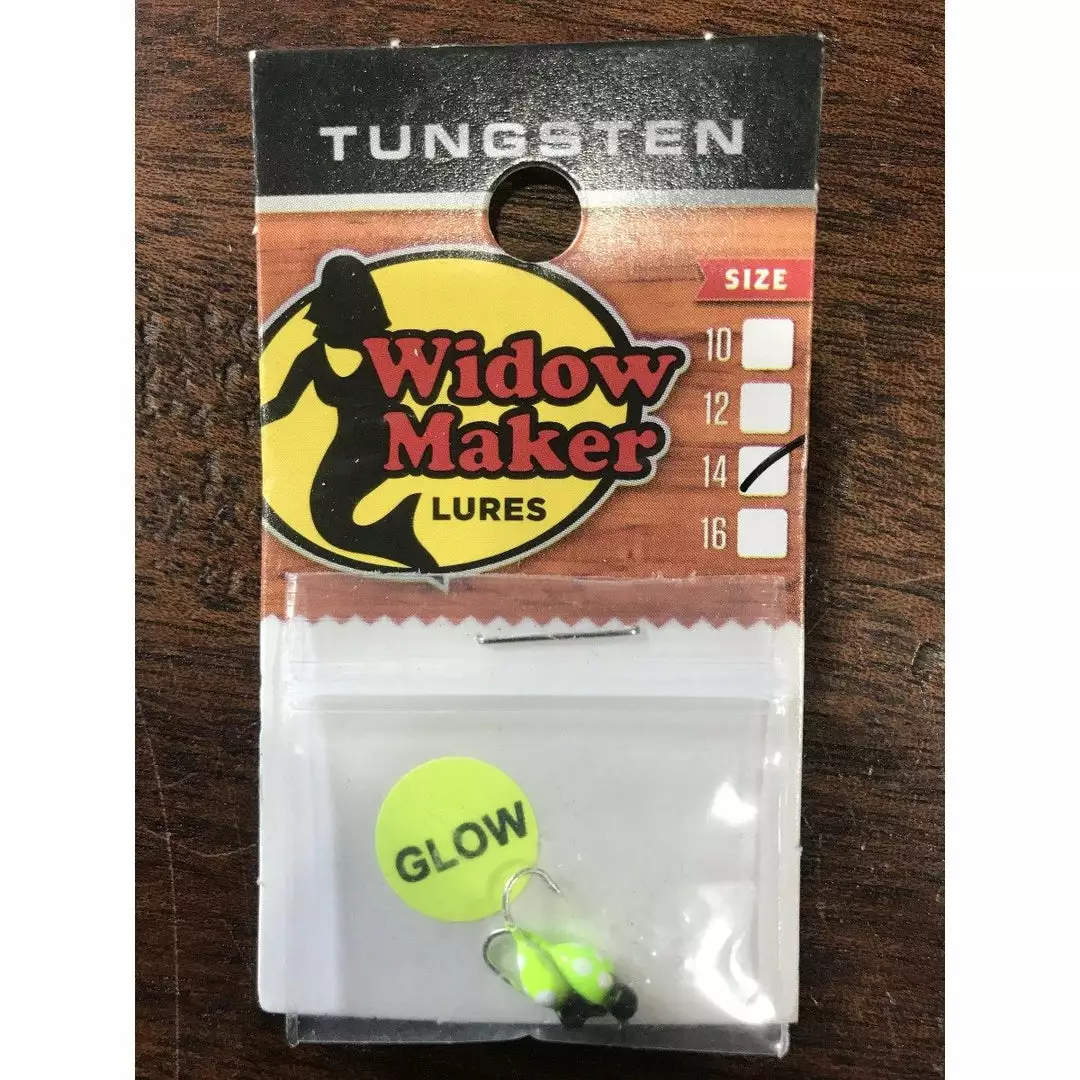 TUNGSTEN
Widow
Maker
LURES
SIZE
10
12
14
16
GLOW